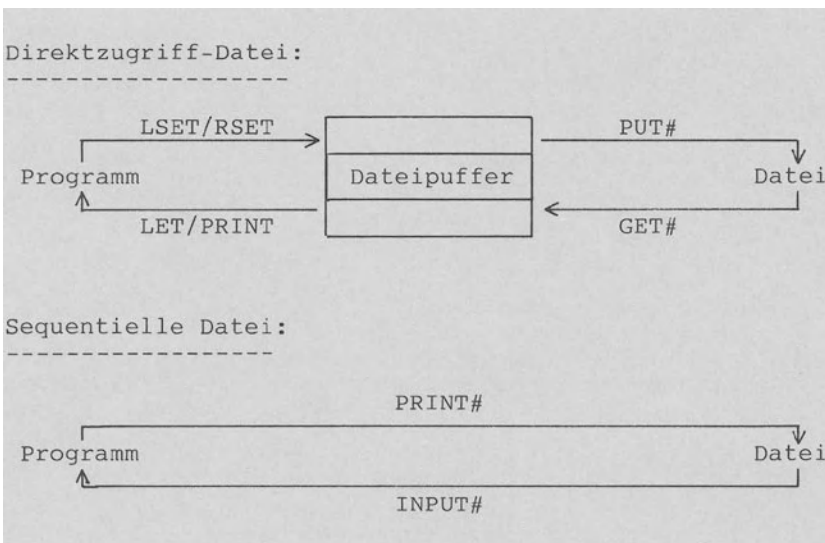 Direktzugriff-Datei:
LSET/RSET PUT#
Programm Dateipuffer Datei
LET/PRINT GET#
Sequentielle Datei:
PRINT#
Programm Datei
INPUT#